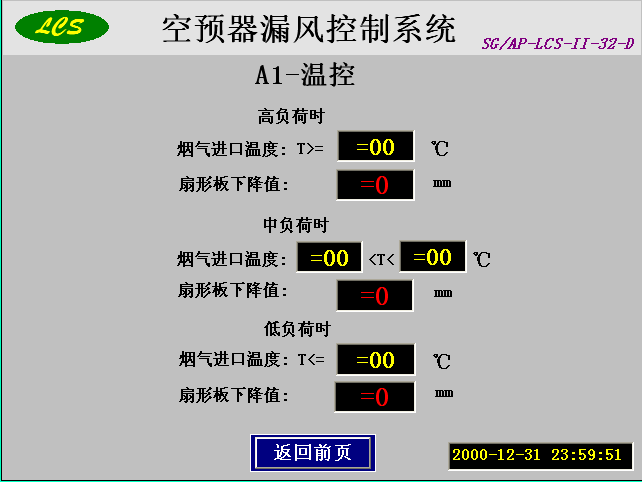 LCS
空预器漏风控制系统
SG/AP-LCS-II-32-D
A1-温控
高负荷时
烟气进口温度: T>= =00 ℃
扇形板下降值: =0 mm
中负荷时
烟气进口温度: =00 <T< =00 ℃
扇形板下降值: =0 mm
低负荷时
烟气进口温度: T<= =00 ℃
扇形板下降值: =0 mm
返回前页
2000-12-31 23:59:51